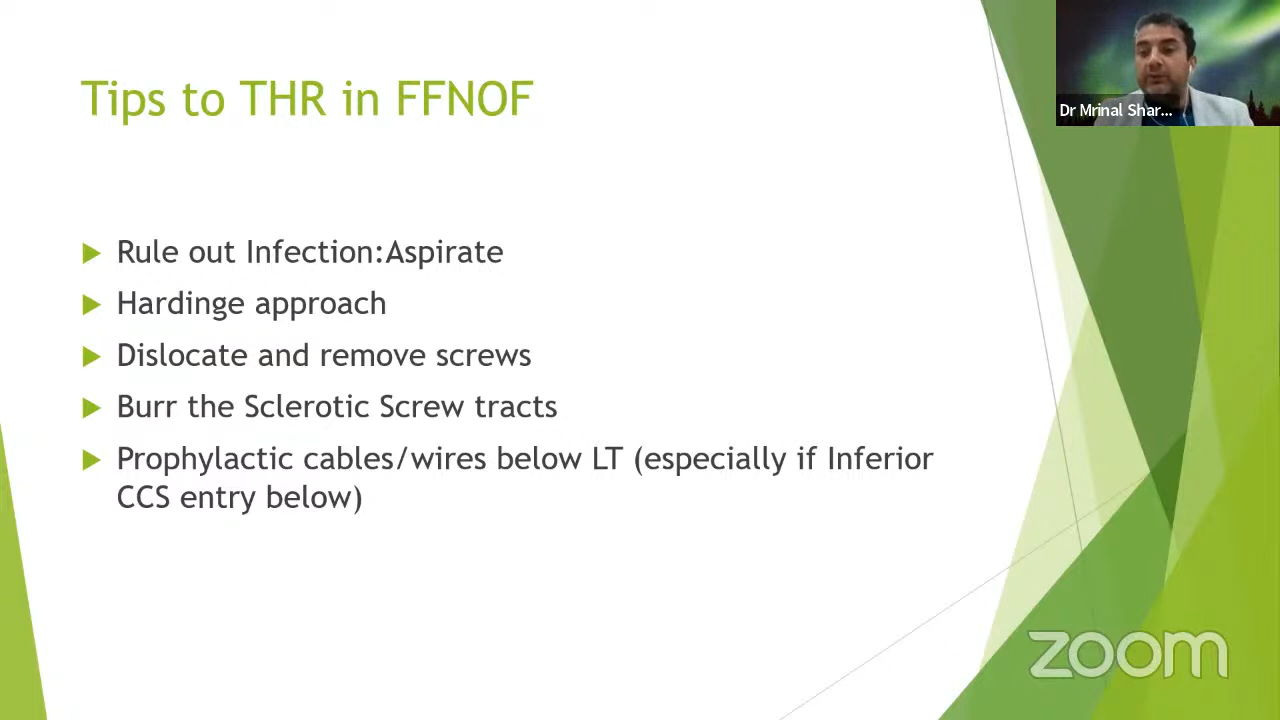 Tips to THR in FFNOF
Dr Mrinal Shar...
Rule out Infection:Aspirate
Hardinge approach
Dislocate and remove screws
Burr the Sclerotic Screw tracts
Prophylactic cables/wires below LT (especially if Inferior
CCS entry below)
zoom